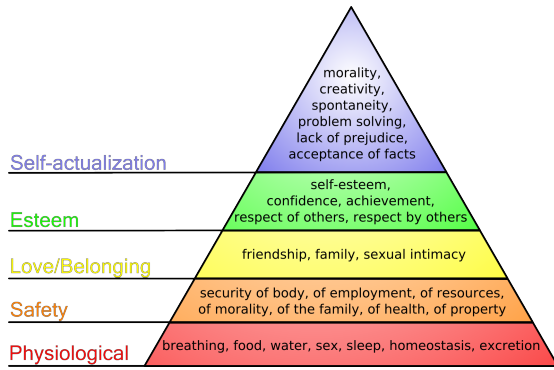 morality,
creativity,
spontaneity,
problem solving,
lack of prejudice,
acceptance of facts
Self-actualization
self-esteem,
confidence, achievement,
respect of others, respect by others
Esteem
friendship, family, sexual intimacy
Love/Belonging
security of body, of employment, of resources,
of morality, of the family, of health, of property
Safety
breathing, food, water, sex, sleep, homeostasis, excretion
Physiological